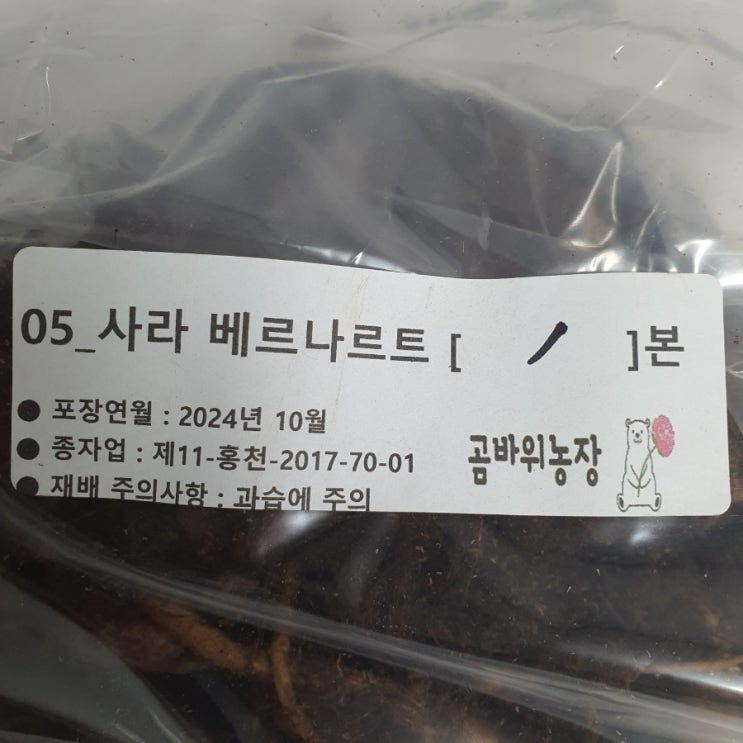 05_사라 베르나르트 [ / ]본
● 포장연월 : 2024년 10월
● 종자업 : 제11-홍천-2017-70-01
● 재배 주의사항 : 과습에 주의
곰바위농장